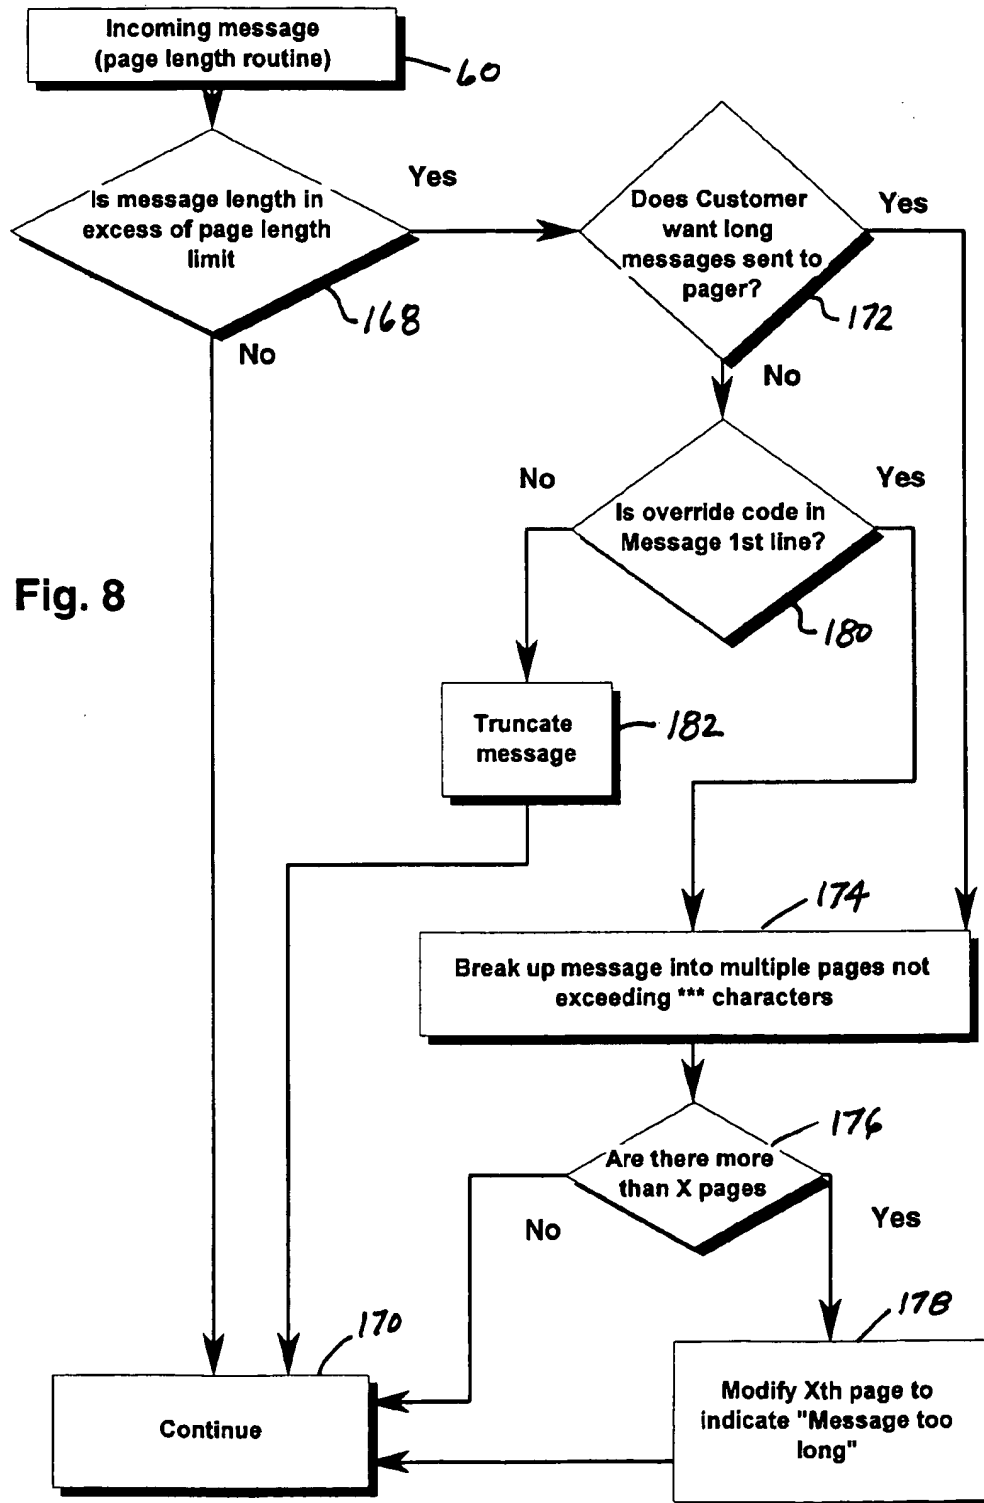 Incoming message
(page length routine)
60
Is message length in
excess of page length
limit
Yes
168
No
Does Customer
want long
messages sent to
pager?
Yes
172
No
Is override code in
Message 1st line?
No
Yes
180
Fig. 8
Truncate
message
182
174
Break up message into multiple pages not
exceeding *** characters
176
Are there more
than X pages
No
Yes
170
Continue
178
Modify Xth page to
indicate "Message too
long"